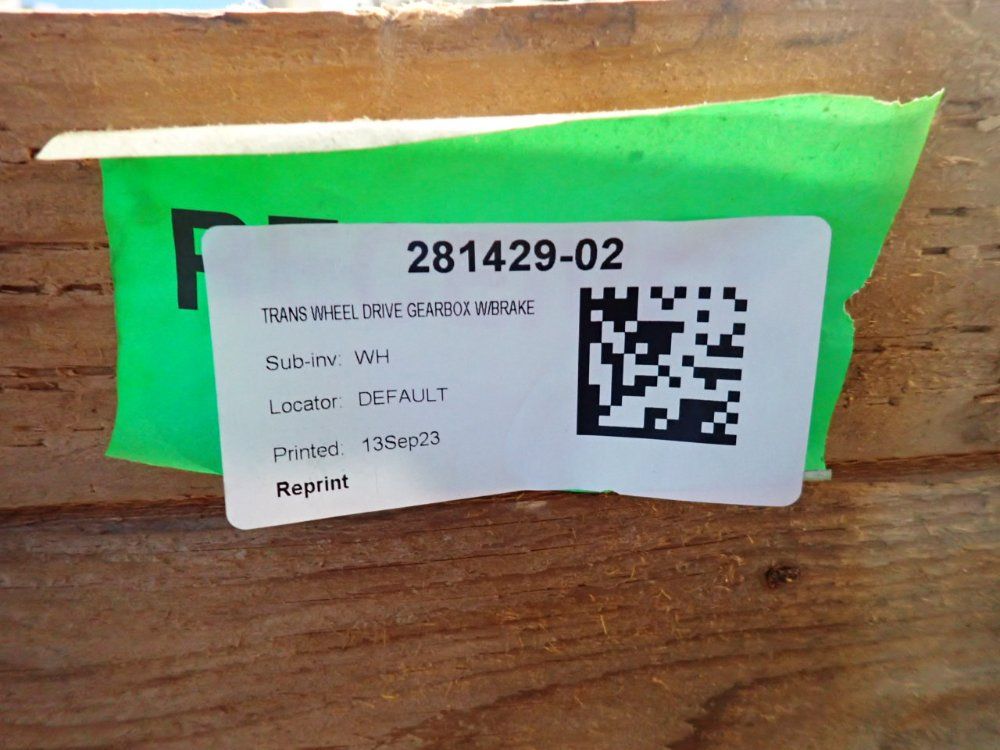 281429-02
TRANS WHEEL DRIVE GEARBOX W/BRAKE
Sub-inv: WH
Locator: DEFAULT
Printed: 13Sep23
Reprint